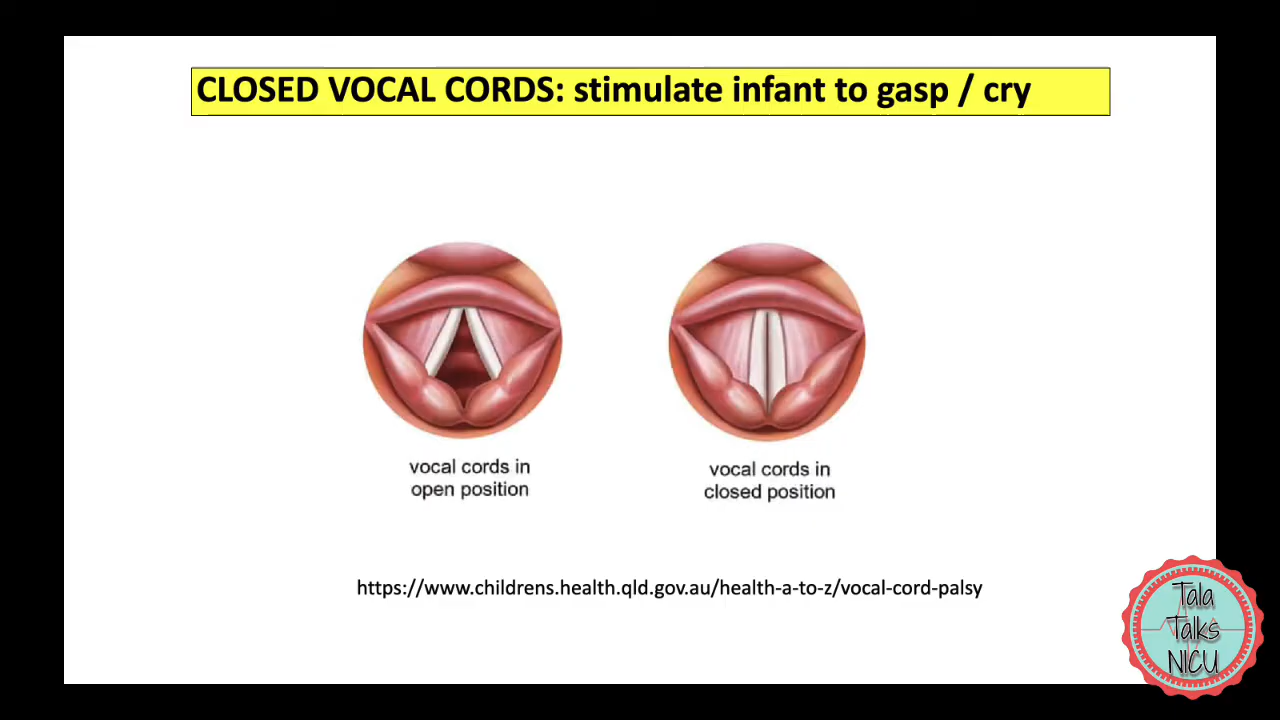 CLOSED VOCAL CORDS: stimulate infant to gasp / cry
vocal cords in
open position
vocal cords in
closed position
https://www.childrens.health.qld.gov.au/health-a-to-z/vocal-cord-palsy
Tala
Talks
NICU